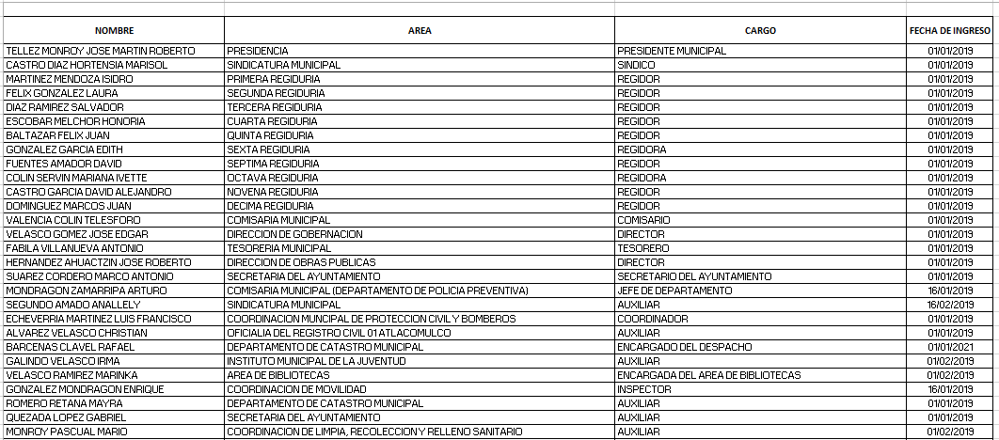 NOMBRE AREA CARGO FECHA DE INGRESO
TELLEZ MONROY JOSE MARTIN ROBERTO PRESIDENCIA PRESIDENTE MUNICIPAL 01/01/2019
CASTRO DIAZ HORTENSIA MARISOL SINDICATURA MUNICIPAL SINDICO 01/01/2019
MARTINEZ MENDOZA ISIDRO PRIMERA REGIDURIA REGIDOR 01/01/2019
FELIX GONZALEZ LAURA SEGUNDA REGIDURIA REGIDOR 01/01/2019
DIAZ RAMIREZ SALVADOR TERCERA REGIDURIA REGIDOR 01/01/2019
ESCOBAR MELCHOR HONORIA CUARTA REGIDURIA REGIDOR 01/01/2019
BALTAZAR FELIX JUAN QUINTA REGIDURIA REGIDOR 01/01/2019
GONZALEZ GARCIA EDITH SEXTA REGIDURIA REGIDORA 01/01/2019
FUENTES AMADOR DAVID SEPTIMA REGIDURIA REGIDOR 01/01/2019
COLIN SERVIN MARIANA IVETTE OCTAVA REGIDURIA REGIDORA 01/01/2019
CASTRO GARCIA DAVID ALEJANDRO NOVENA REGIDURIA REGIDOR 01/01/2019
DOMINGUEZ MARCOS JUAN DECIMA REGIDURIA REGIDOR 01/01/2019
VALENCIA COLIN TELESFORO COMISARIA MUNICIPAL COMISARIO 01/01/2019
VELASCO GOMEZ JOSE EDGAR DIRECCION DE GOBERNACION DIRECTOR 01/01/2019
FABILA VILLANUEVA ANTONIO TESORERIA MUNICIPAL TESORERO 01/01/2019
HERNANDEZ AHUACTZIN JOSE ROBERTO DIRECCION DE OBRAS PUBLICAS DIRECTOR 01/01/2019
SUAREZ CORDERO MARCO ANTONIO SECRETARIA DEL AYUNTAMIENTO SECRETARIO DEL AYUNTAMIENTO 01/01/2019
MONDRAGON ZAMARRIPA ARTURO COMISARIA MUNICIPAL (DEPARTAMENTO DE POLICIA PREVENTIVA) JEFE DE DEPARTAMENTO 16/01/2019
SEGUNDO AMADO ANALLELY SINDICATURA MUNICIPAL AUXILIAR 16/02/2019
ECHEVERRIA MARTINEZ LUIS FRANCISCO COORDINACION MUNCIPAL DE PROTECCION CIVIL Y BOMBEROS COORDINADOR 01/01/2019
ALVAREZ VELASCO CHRISTIAN OFICIALIA DEL REGISTRO CIVIL 01 ATLACOMULCO AUXILIAR 01/01/2019
BARCENAS CLAVEL RAFAEL DEPARTAMENTO DE CATASTRO MUNICIPAL ENCARGADO DEL DESPACHO 01/01/2021
GALINDO VELASCO IRMA INSTITUTO MUNICIPAL DE LA JUVENTUD AUXILIAR 01/02/2019
VELASCO RAMIREZ MARINKA AREA DE BIBLIOTECAS ENCARGADA DEL AREA DE BIBLIOTECAS 01/02/2019
GONZALEZ MONDRAGON ENRIQUE COORDINACION DE MOVILIDAD INSPECTOR 16/01/2019
ROMERO RETANA MAYRA DEPARTAMENTO DE CATASTRO MUNICIPAL AUXILIAR 01/01/2019
QUEZADA LOPEZ GABRIEL SECRETARIA DEL AYUNTAMIENTO AUXILIAR 01/01/2019
MONROY PASCUAL MARIO COORDINACION DE LIMPIA, RECOLECCION Y RELLENO SANITARIO AUXILIAR 01/02/2019